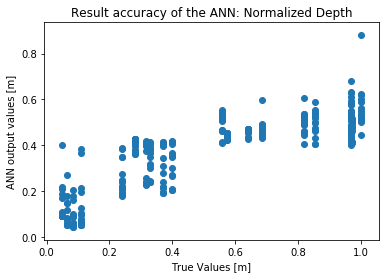 Result accuracy of the ANN: Normalized Depth
ANN output values [m]
0.8
0.6
0.4
0.2
0.0
0.0 0.2 0.4 0.6 0.8 1.0
True Values [m]